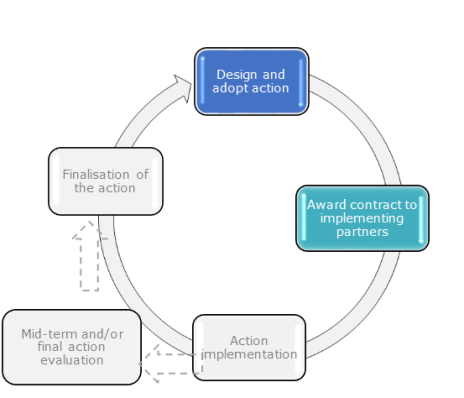 Design and
adopt action
Award contract to
implementing
partners
Action
implementation
Mid-term and/or
final action
evaluation
Finalisation of
the action